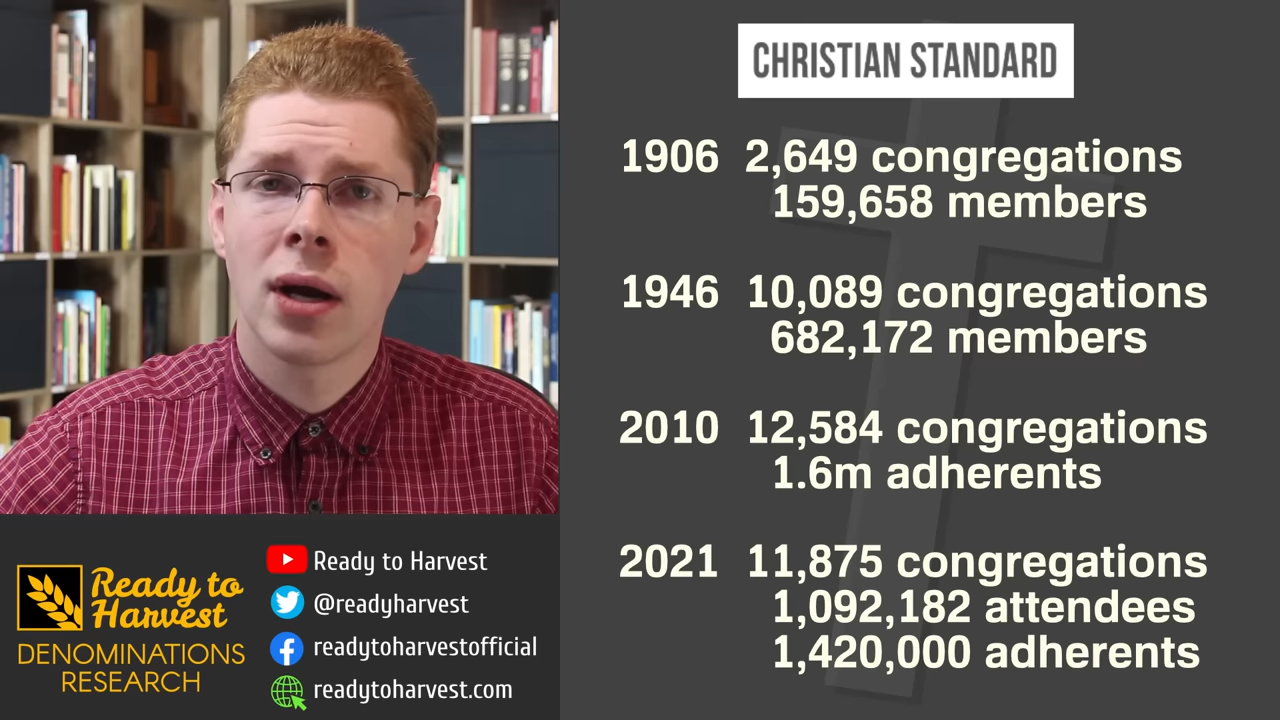 CHRISTIAN STANDARD
1906 2,649 congregations
159,658 members
1946 10,089 congregations
682,172 members
2010 12,584 congregations
1.6m adherents
2021 11,875 congregations
1,092,182 attendees
1,420,000 adherents
Ready to
Harvest
DENOMINATIONS
RESEARCH
Ready to Harvest
@readyharvest
readytoharvestofficial
readytoharvest.com